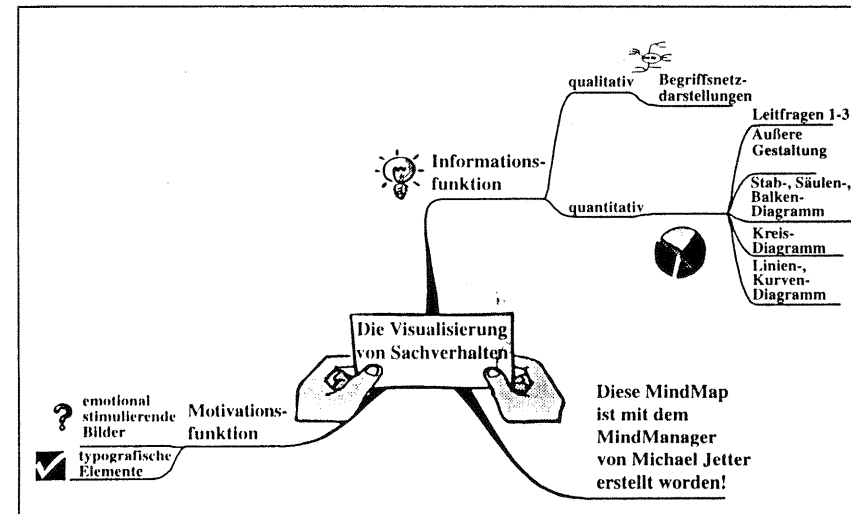 Die Visualisierung
von Sachverhalten
Informations-
funktion
qualitativ
Begriffsnetz-
darstellungen
quantitativ
Leitfragen 1-3
Äußere
Gestaltung
Stab-, Säulen-,
Balken-
Diagramm
Kreis-
Diagramm
Linien-,
Kurven-
Diagramm
Motivations-
funktion
emotional
stimulierende
Bilder
typografische
Elemente
Diese MindMap
ist mit dem
MindManager
von Michael Jetter
erstellt worden!